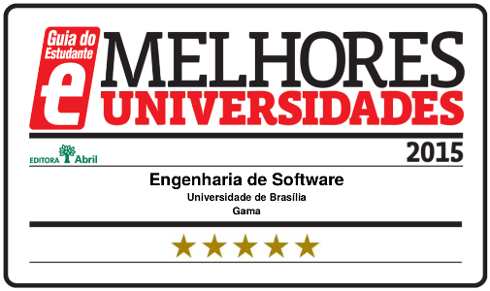 Guia do
Estudante
e
MELHORES
UNIVERSIDADES
EDITORA Abril
2015
Engenharia de Software
Universidade de Brasília
Gama